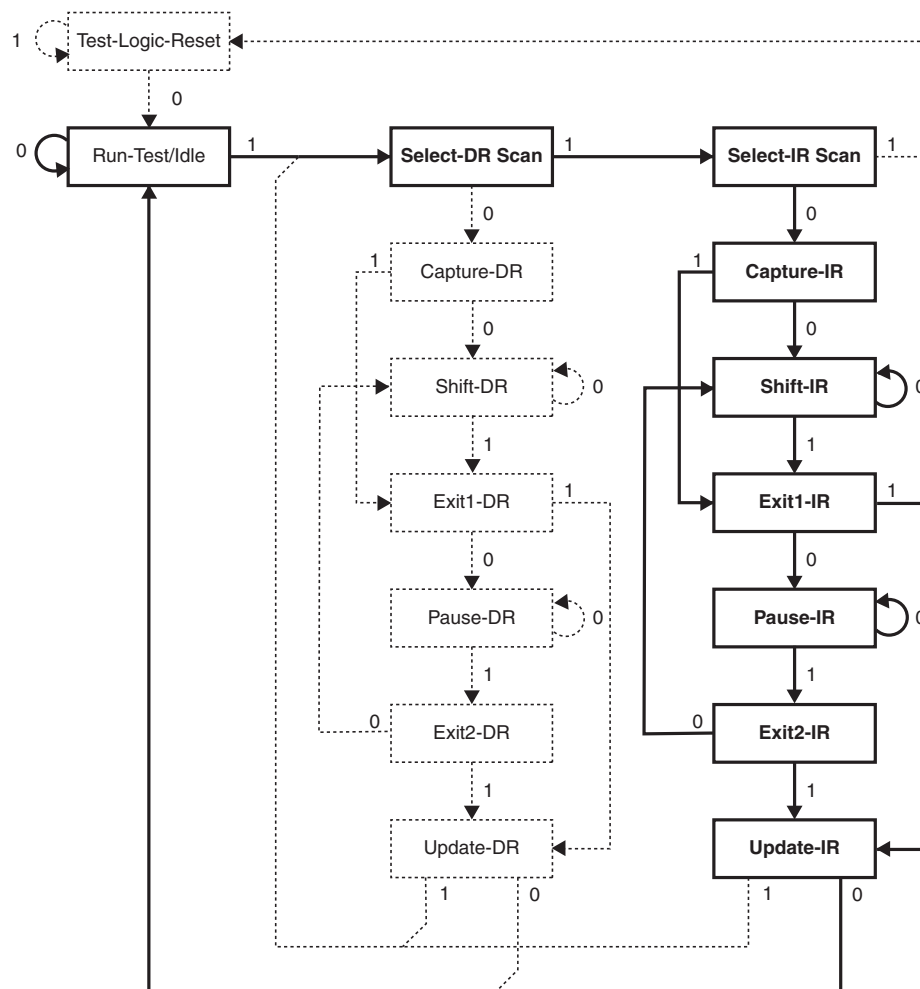 1 Test-Logic-Reset
0
0 Run-Test/Idle 1 Select-DR Scan 1 Select-IR Scan 1
0 0
1 Capture-DR 1 Capture-IR
0 0
Shift-DR 0 Shift-IR 0
1 1
Exit1-DR 1 Exit1-IR 1
0 0
Pause-DR 0 Pause-IR 0
1 1
0 Exit2-DR 0 Exit2-IR
1 1
Update-DR Update-IR
1 0 1 0